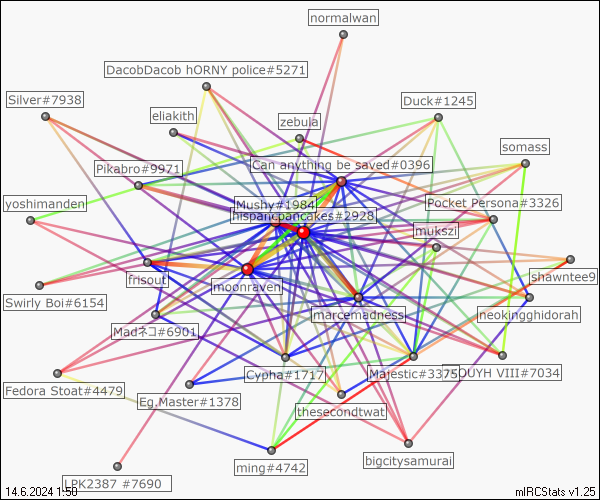 normalwan
DacobDacob hORNY police#5271
Silver#7938
Duck#1245
eliakith
zebula
somass
Can anything be saved#0396
Pikabro#9971
yoshimanden
Mushy#1984
Pocket Persona#3326
hispanicpancakes#2928
mukszi
shawntee9
frisout
moonraven
Swirly Boi#6154
marcemadness
neokingghidorah
Madネコ#6901
Cypha#1717
Majestic#3375
DUYH VIII#7034
Fedora Stoat#4479
Eg.Master#1378
thesecondtwat
bigcitysamurai
ming#4742
LPK2387 #7690
14.6.2024 1:50
mIRCStats v1.25